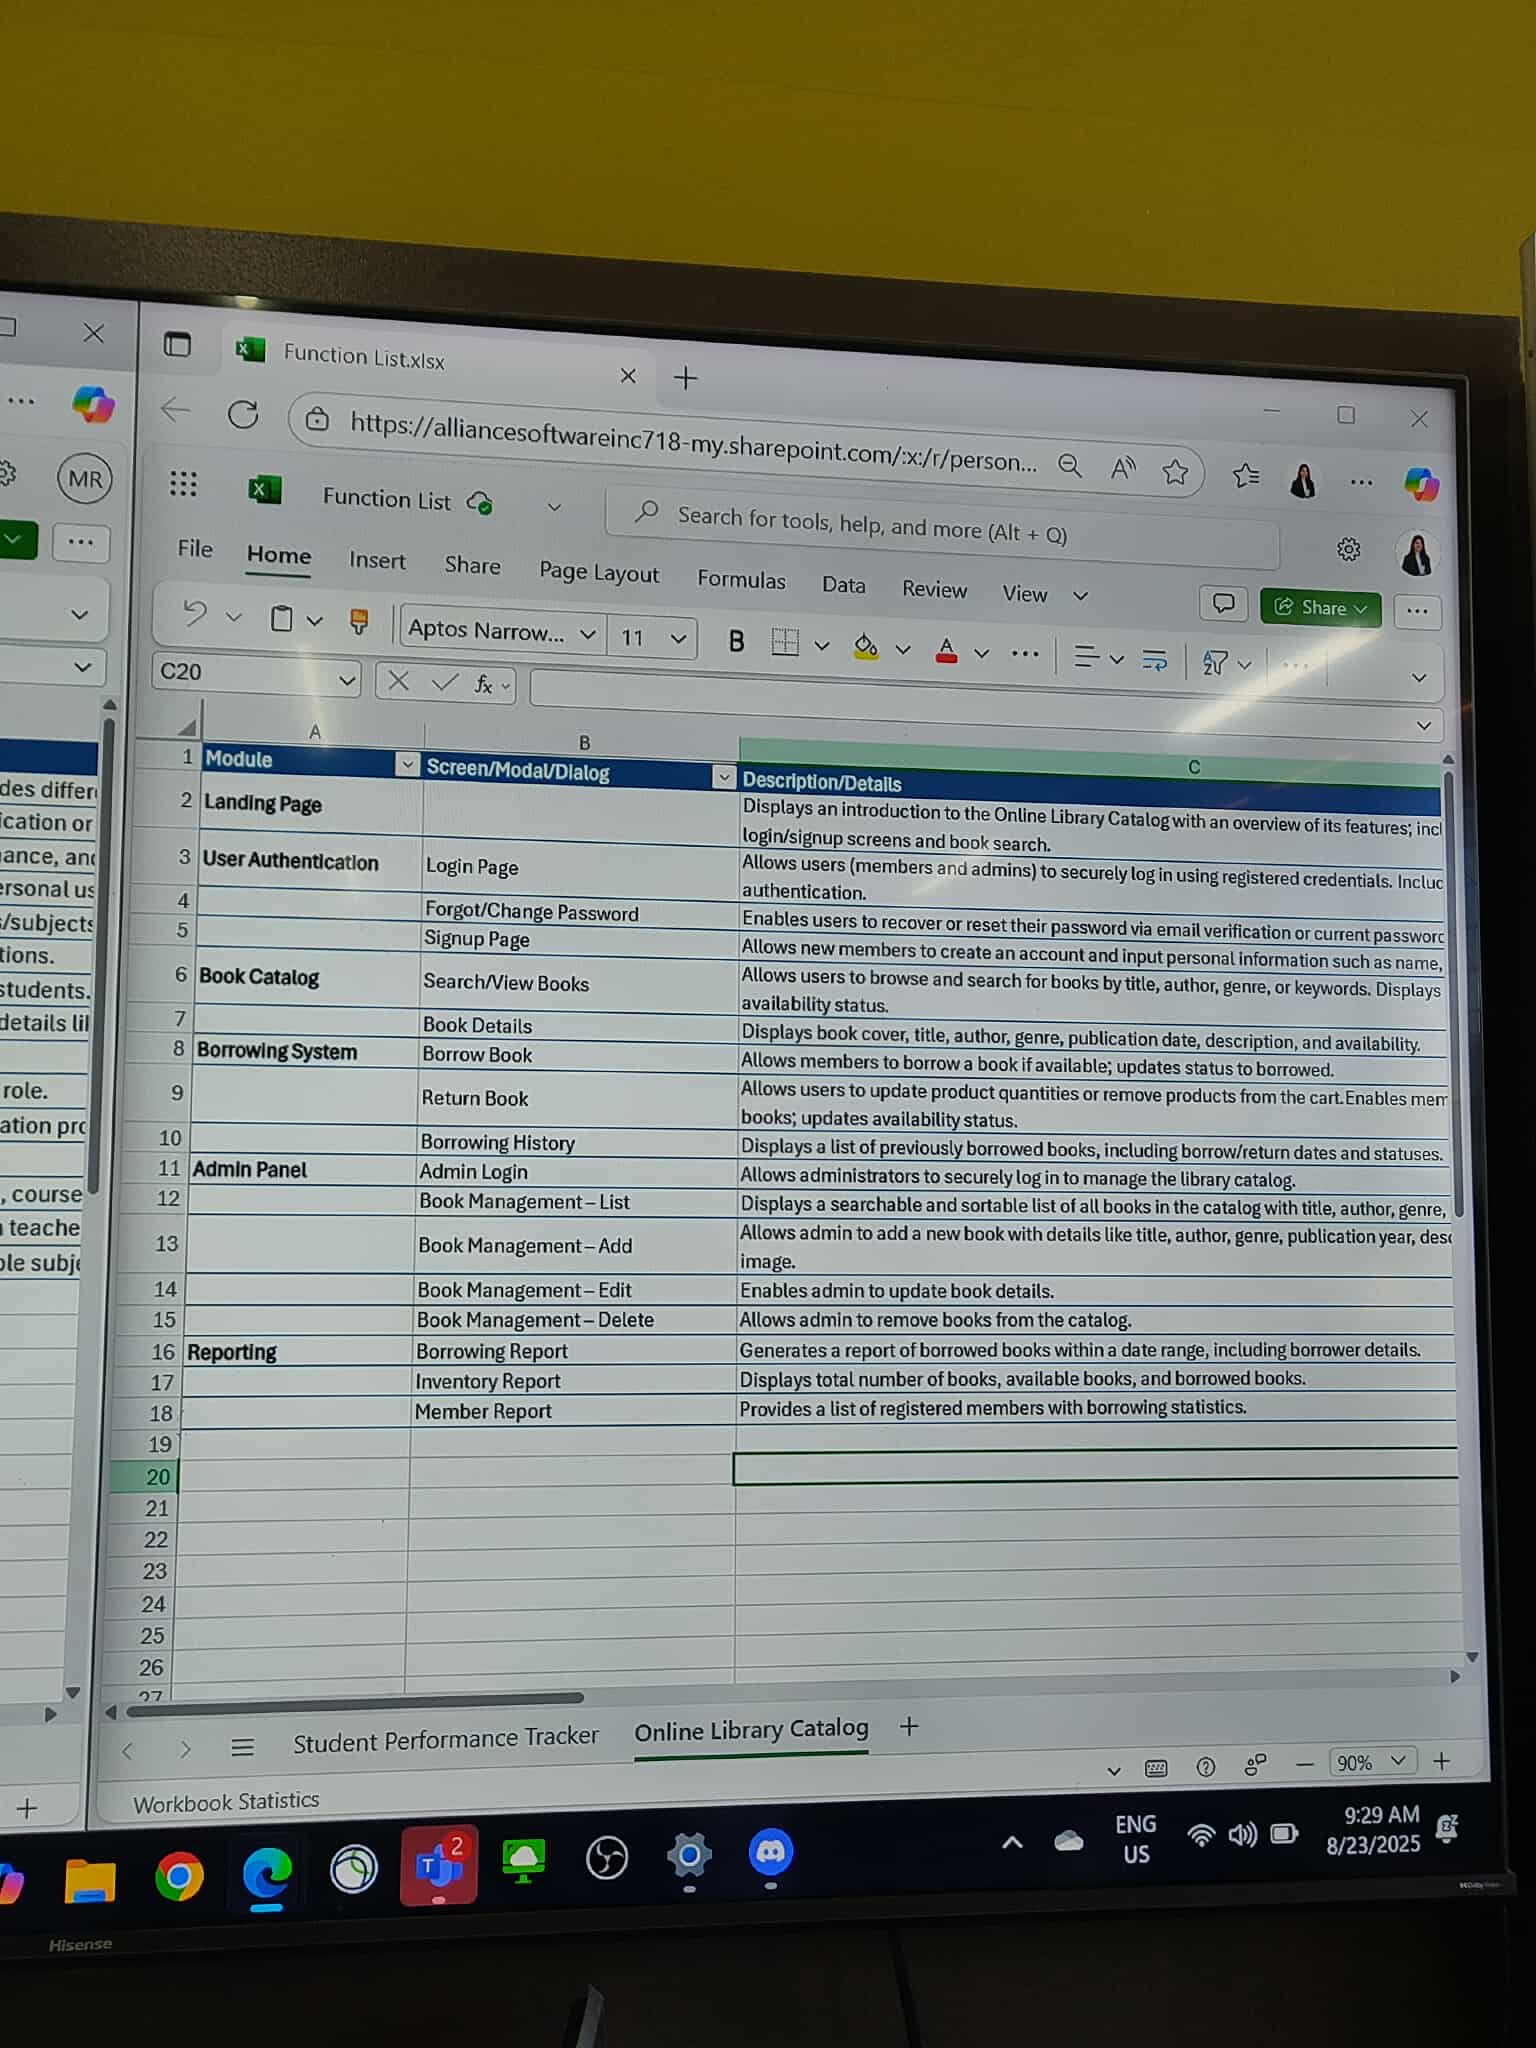 Function List.xlsx
https://alliancesoftwareinc718-my.sharepoint.com/:x:/r/person...
MR
Function List
Search for tools, help, and more (Alt + Q)
File Home Insert Share Page Layout Formulas Data Review View
Share
Aptos Narrow... 11 B A
C20 fx
A B C
1 Module Screen/Modal/Dialog Description/Details
2 Landing Page Displays an introduction to the Online Library Catalog with an overview of its features; incl
login/signup screens and book search.
3 User Authentication Login Page Allows users (members and admins) to securely log in using registered credentials. Includ
authentication.
4 Forgot/Change Password Enables users to recover or reset their password via email verification or current password
5 Signup Page Allows new members to create an account and input personal information such as name,
6 Book Catalog Search/View Books Allows users to browse and search for books by title, author, genre, or keywords. Displays
availability status.
7 Book Details Displays book cover, title, author, genre, publication date, description, and availability.
8 Borrowing System Borrow Book Allows members to borrow a book if available; updates status to borrowed.
9 Return Book Allows users to update product quantities or remove products from the cart.Enables mem
books; updates availability status.
10 Borrowing History Displays a list of previously borrowed books, including borrow/return dates and statuses.
11 Admin Panel Admin Login Allows administrators to securely log in to manage the library catalog.
12 Book Management – List Displays a searchable and sortable list of all books in the catalog with title, author, genre,
13 Book Management – Add Allows admin to add a new book with details like title, author, genre, publication year, desc
image.
14 Book Management – Edit Enables admin to update book details.
15 Book Management – Delete Allows admin to remove books from the catalog.
16 Reporting Borrowing Report Generates a report of borrowed books within a date range, including borrower details.
17 Inventory Report Displays total number of books, available books, and borrowed books.
18 Member Report Provides a list of registered members with borrowing statistics.
19
20
21
22
23
24
25
26
27
des differ
ication or
nance, and
ersonal us
s/subjects
tions.
students.
details li
role.
ation pro
, course
teache
ble subje
Student Performance Tracker Online Library Catalog
90%
Workbook Statistics
2
ENG
US
9:29 AM
8/23/2025
Hisense